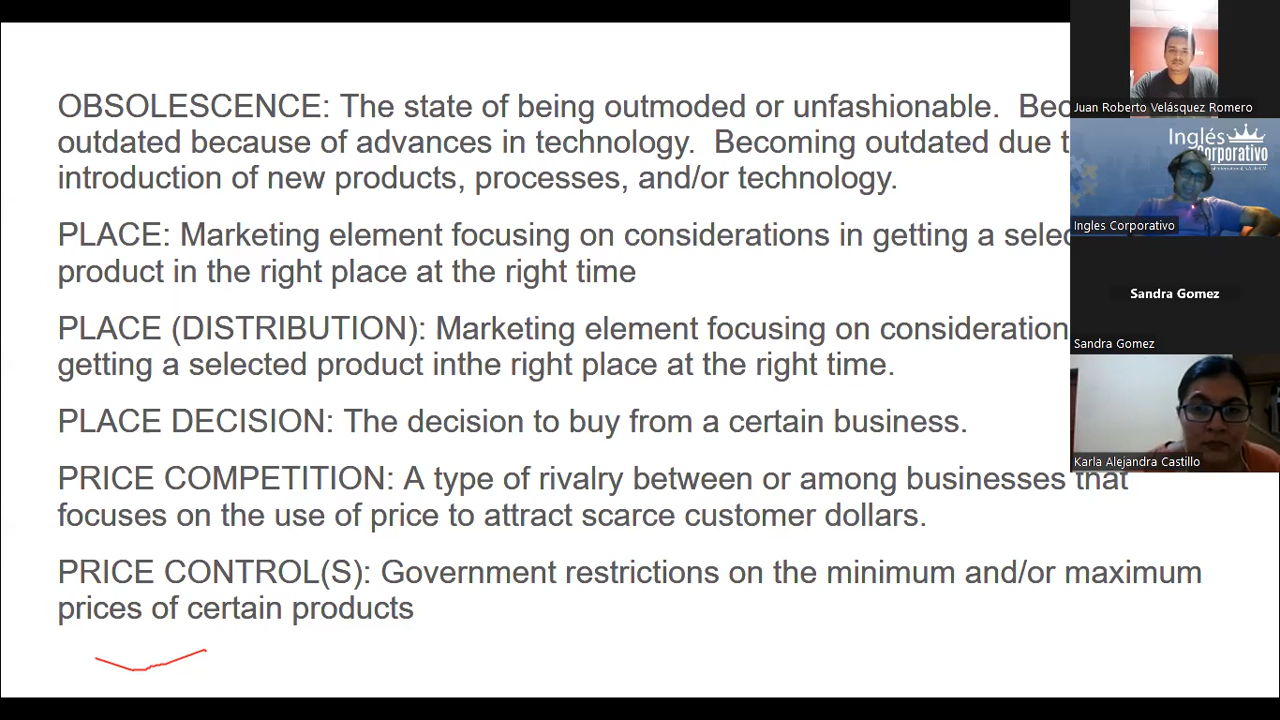 OBSOLESCENCE: The state of being outmoded or unfashionable. Bec
outdated because of advances in technology. Becoming outdated due t
introduction of new products, processes, and/or technology.
PLACE: Marketing element focusing on considerations in getting a selec
product in the right place at the right time
PLACE (DISTRIBUTION): Marketing element focusing on consideration
getting a selected product inthe right place at the right time.
PLACE DECISION: The decision to buy from a certain business.
PRICE COMPETITION: A type of rivalry between or among businesses that
focuses on the use of price to attract scarce customer dollars.
PRICE CONTROL(S): Government restrictions on the minimum and/or maximum
prices of certain products
Juan Roberto Velásquez Romero
Inglés
Corporativo
Ingles Corporativo
Sandra Gomez
Sandra Gomez
Karla Alejandra Castillo